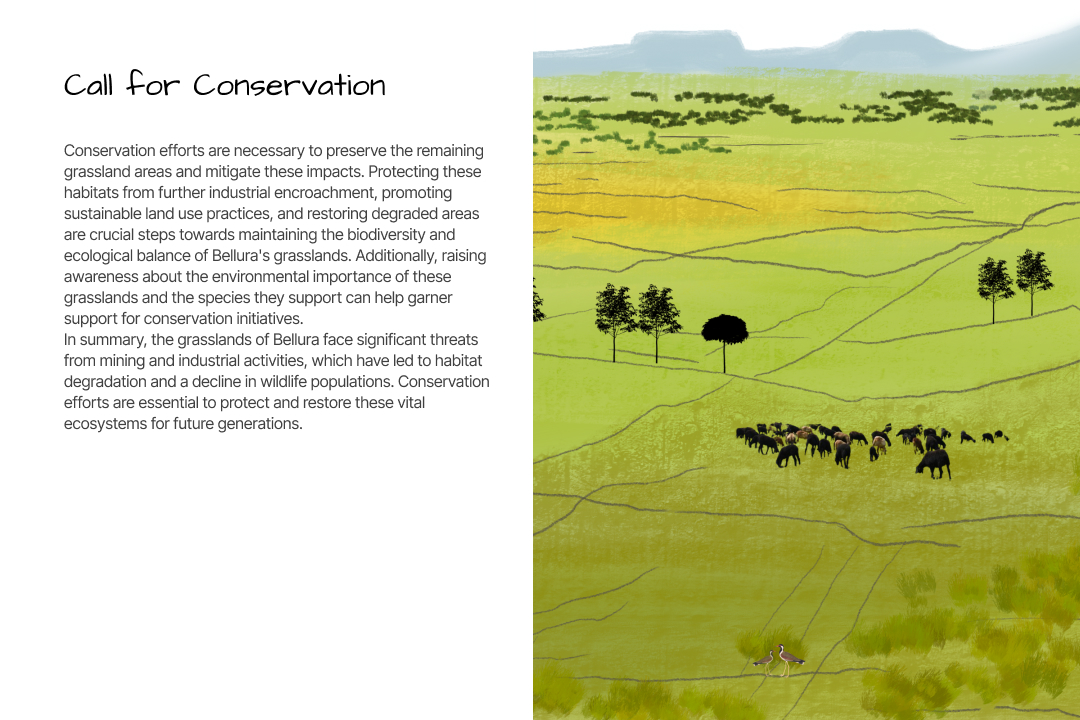 Call for Conservation
Conservation efforts are necessary to preserve the remaining
grassland areas and mitigate these impacts. Protecting these
habitats from further industrial encroachment, promoting
sustainable land use practices, and restoring degraded areas
are crucial steps towards maintaining the biodiversity and
ecological balance of Bellura's grasslands. Additionally, raising
awareness about the environmental importance of these
grasslands and the species they support can help garner
support for conservation initiatives.
In summary, the grasslands of Bellura face significant threats
from mining and industrial activities, which have led to habitat
degradation and a decline in wildlife populations. Conservation
efforts are essential to protect and restore these vital
ecosystems for future generations.